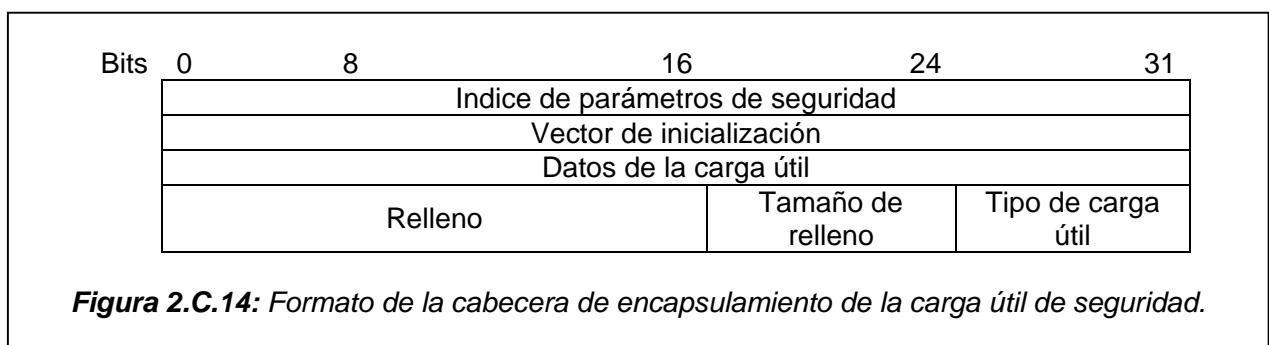 Bits 0 8 16 24 31
Indice de parámetros de seguridad
Vector de inicialización
Datos de la carga útil
Relleno
Tamaño de
relleno
Tipo de carga
útil
Figura 2.C.14: Formato de la cabecera de encapsulamiento de la carga útil de seguridad.